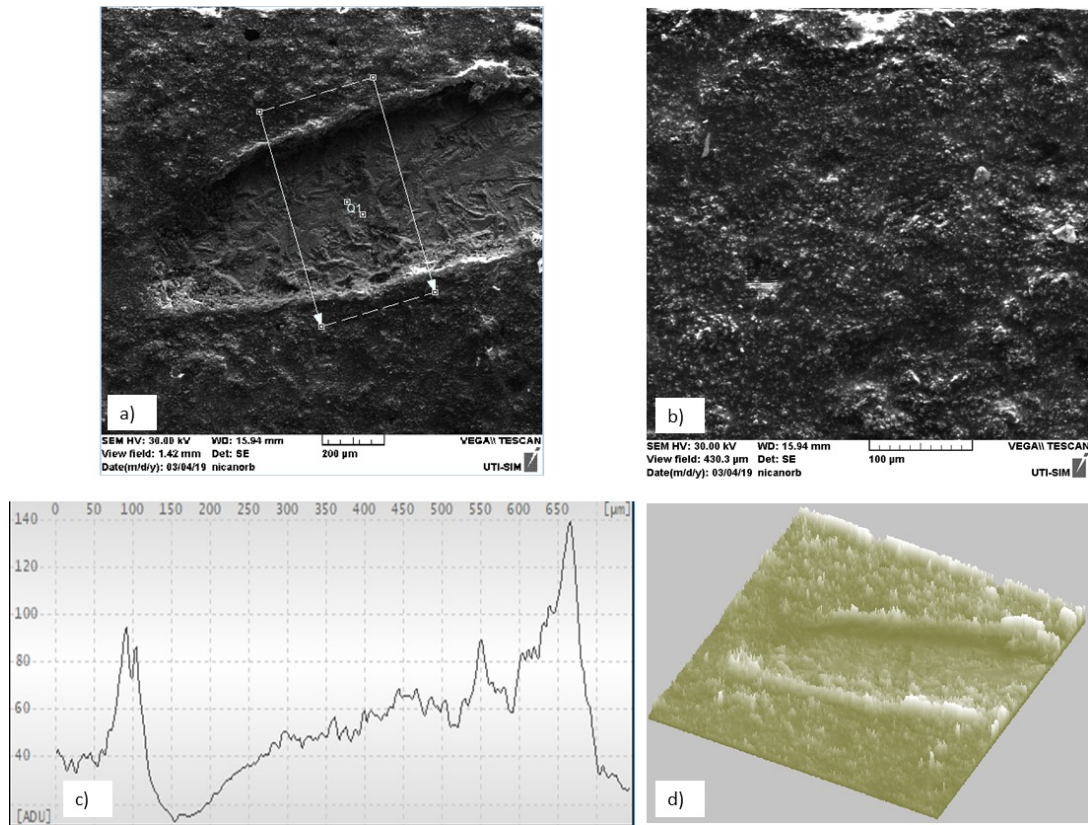 Q1
a)
SEM HV: 30.00 kV WD: 15.94 mm VEGA\\ TESCAN
View field: 1.42 mm Det: SE 200 µm
Date(m/d/y): 03/04/19 nicanorb UTI-SIM
b)
SEM HV: 30.00 kV WD: 15.94 mm VEGA\\ TESCAN
View field: 430.3 µm Det: SE 100 µm
Date(m/d/y): 03/04/19 nicanorb UTI-SIM
0 50 100 150 200 250 300 350 400 450 500 550 600 650 [µm]
140
120
100
80
60
40
[ADU]
c)
d)